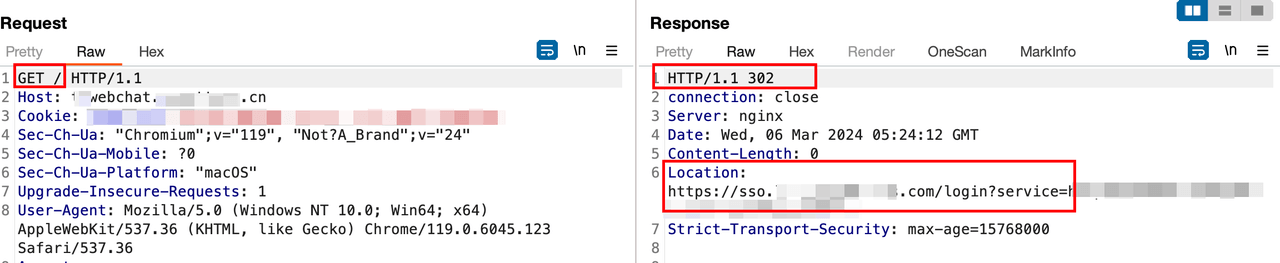 Request
Pretty Raw Hex \n
1 GET / HTTP/1.1
2 Host: webchat. .cn
3 Cookie:
4 Sec-Ch-Ua: "Chromium";v="119", "Not?A_Brand";v="24"
5 Sec-Ch-Ua-Mobile: ?0
6 Sec-Ch-Ua-Platform: "macOS"
7 Upgrade-Insecure-Requests: 1
8 User-Agent: Mozilla/5.0 (Windows NT 10.0; Win64; x64)
AppleWebKit/537.36 (KHTML, like Gecko) Chrome/119.0.6045.123
Safari/537.36
Response
Pretty Raw Hex Render OneScan MarkInfo \n
1 HTTP/1.1 302
2 connection: close
3 Server: nginx
4 Date: Wed, 06 Mar 2024 05:24:12 GMT
5 Content-Length: 0
6 Location:
https://sso. .com/login?service=h
7 Strict-Transport-Security: max-age=15768000
8